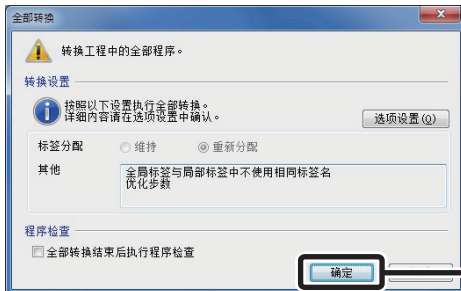 全部转换
转换工程中的全部程序。
转换设置
按照以下设置执行全部转换。
详细内容请在选项设置中确认。
选项设置(O)
标签分配
维持
重新分配
其他
全局标签与局部标签中不使用相同标签名
优化步数
程序检查
全部转换结束后执行程序检查
确定